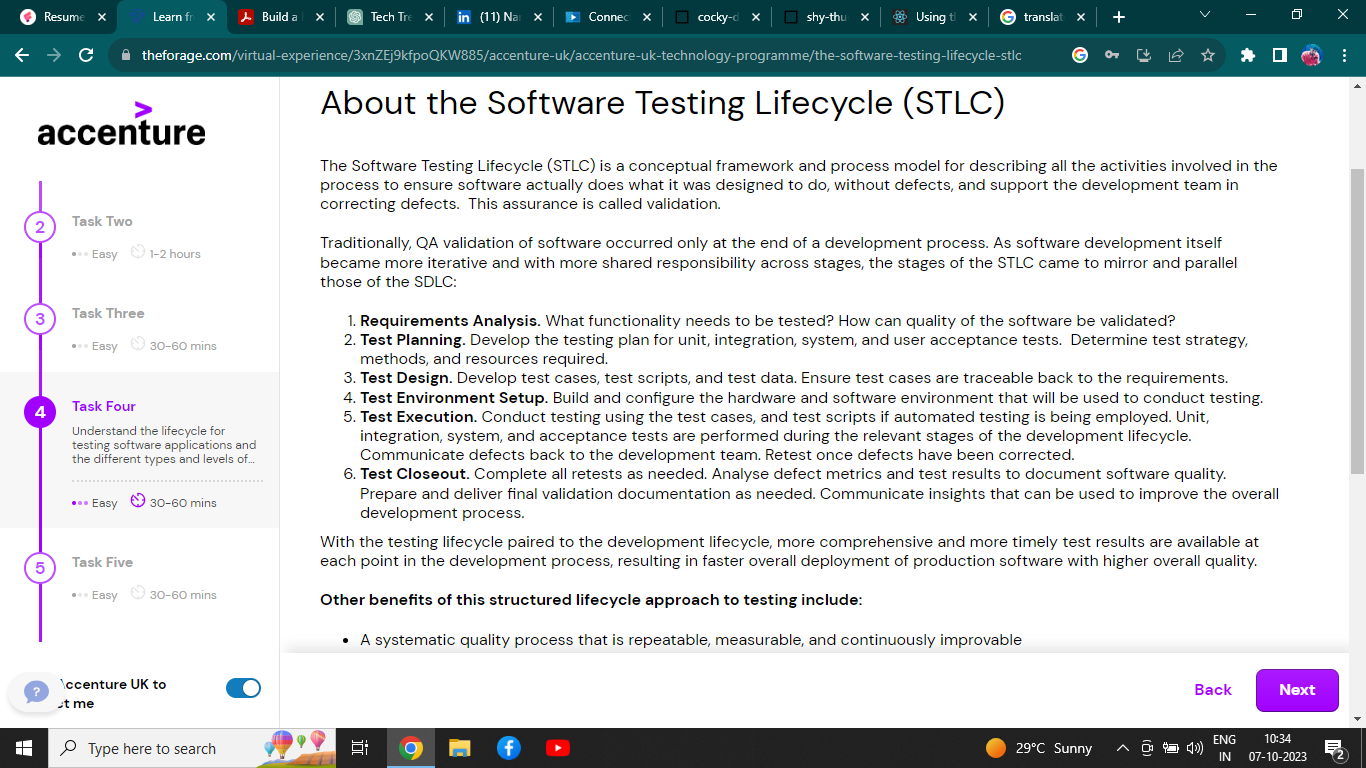 Resume
Learn fr
Build a
Tech Tre
(11) Nar
Connec
cocky-d
shy-thu
Using t
translat
theforage.com/virtual-experience/3xnZEj9kfpoQKW885/accenture-uk/accenture-uk-technology-programme/the-software-testing-lifecycle-stlc
accenture
2
Task Two
Easy 1-2 hours
3
Task Three
Easy 30-60 mins
4
Task Four
Understand the lifecycle for
testing software applications and
the different types and levels of...
Easy 30-60 mins
5
Task Five
Easy 30-60 mins
Accenture UK to
t me
?
About the Software Testing Lifecycle (STLC)
The Software Testing Lifecycle (STLC) is a conceptual framework and process model for describing all the activities involved in the
process to ensure software actually does what it was designed to do, without defects, and support the development team in
correcting defects.  This assurance is called validation.
Traditionally, QA validation of software occurred only at the end of a development process. As software development itself
became more iterative and with more shared responsibility across stages, the stages of the STLC came to mirror and parallel
those of the SDLC:
1. Requirements Analysis. What functionality needs to be tested? How can quality of the software be validated?
2. Test Planning. Develop the testing plan for unit, integration, system, and user acceptance tests.  Determine test strategy,
methods, and resources required.
3. Test Design. Develop test cases, test scripts, and test data. Ensure test cases are traceable back to the requirements.
4. Test Environment Setup. Build and configure the hardware and software environment that will be used to conduct testing.
5. Test Execution. Conduct testing using the test cases, and test scripts if automated testing is being employed. Unit,
integration, system, and acceptance tests are performed during the relevant stages of the development lifecycle.
Communicate defects back to the development team. Retest once defects have been corrected.
6. Test Closeout. Complete all retests as needed. Analyse defect metrics and test results to document software quality.
Prepare and deliver final validation documentation as needed. Communicate insights that can be used to improve the overall
development process.
With the testing lifecycle paired to the development lifecycle, more comprehensive and more timely test results are available at
each point in the development process, resulting in faster overall deployment of production software with higher overall quality.
Other benefits of this structured lifecycle approach to testing include:
• A systematic quality process that is repeatable, measurable, and continuously improvable
Back
Next
Type here to search
29°C Sunny
ENG
IN
10:34
07-10-2023
2